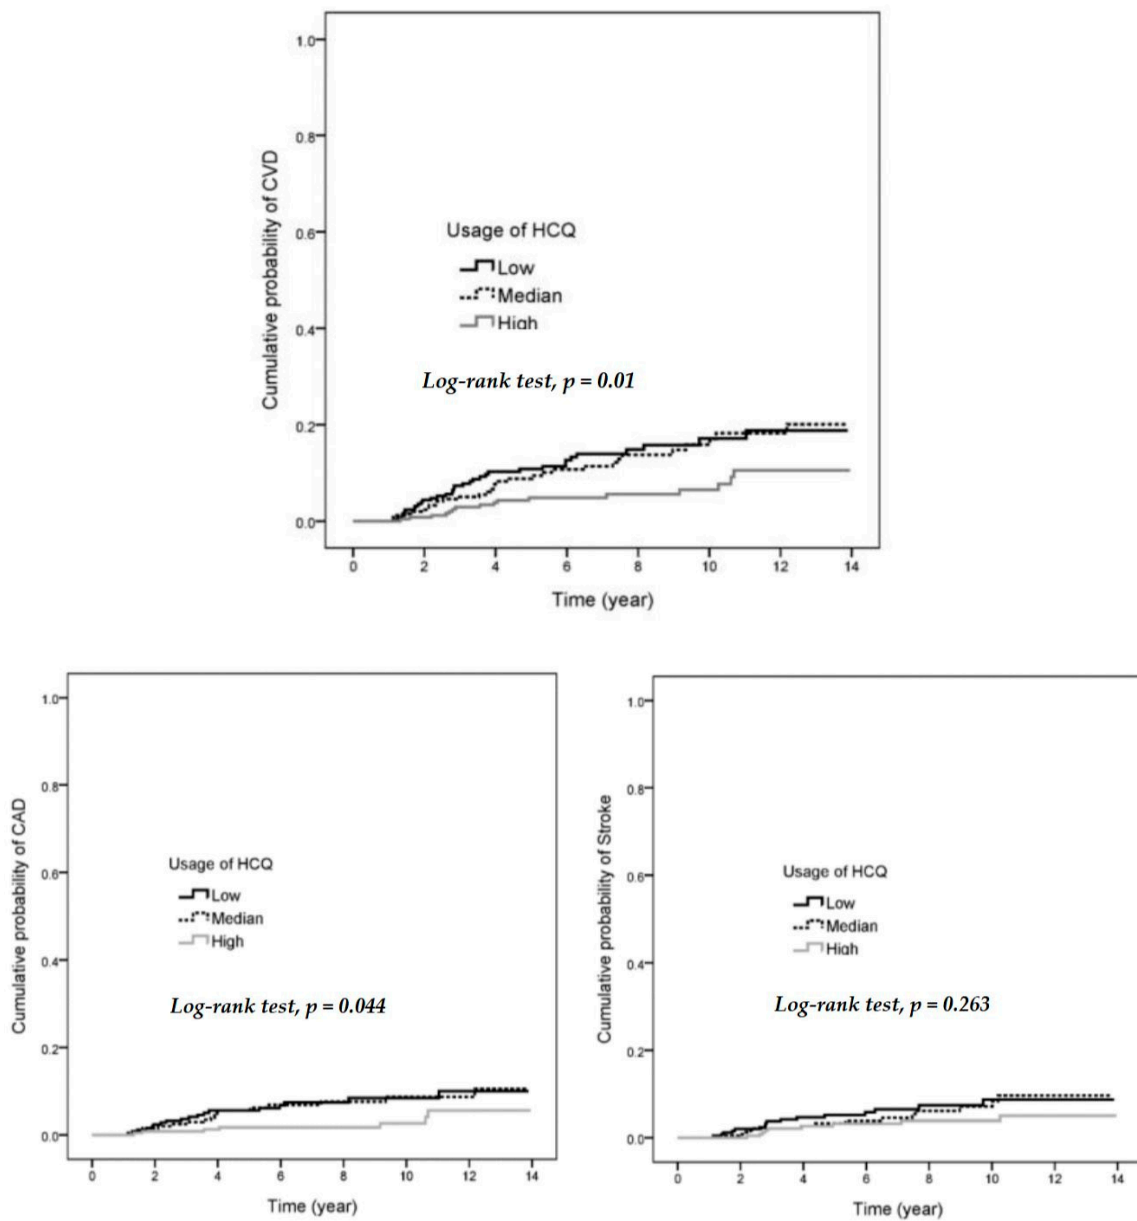 1.0
0.8
0.6
0.4
0.2
0.0
Cumulative probability of CVD
Usage of HCQ
Low
Median
High
Log-rank test, p = 0.01
0 2 4 6 8 10 12 14
Time (year)
1.0
0.8
0.6
0.4
0.2
0.0
Cumulative probability of CAD
Usage of HCQ
Low
Median
High
Log-rank test, p = 0.044
0 2 4 6 8 10 12 14
Time (year)
1.0
0.8
0.6
0.4
0.2
0.0
Cumulative probability of Stroke
Usage of HCQ
Low
Median
High
Log-rank test, p = 0.263
0 2 4 6 8 10 12 14
Time (year)